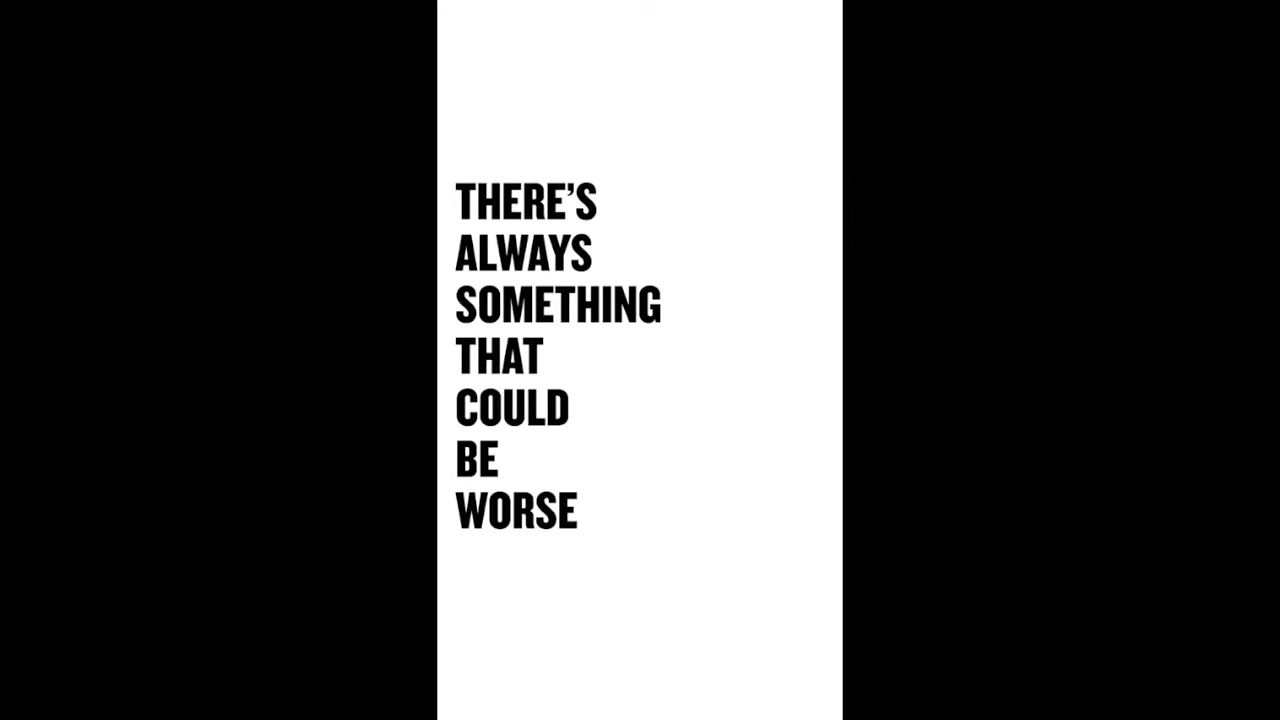 THERE’S
ALWAYS
SOMETHING
THAT
COULD
BE
WORSE